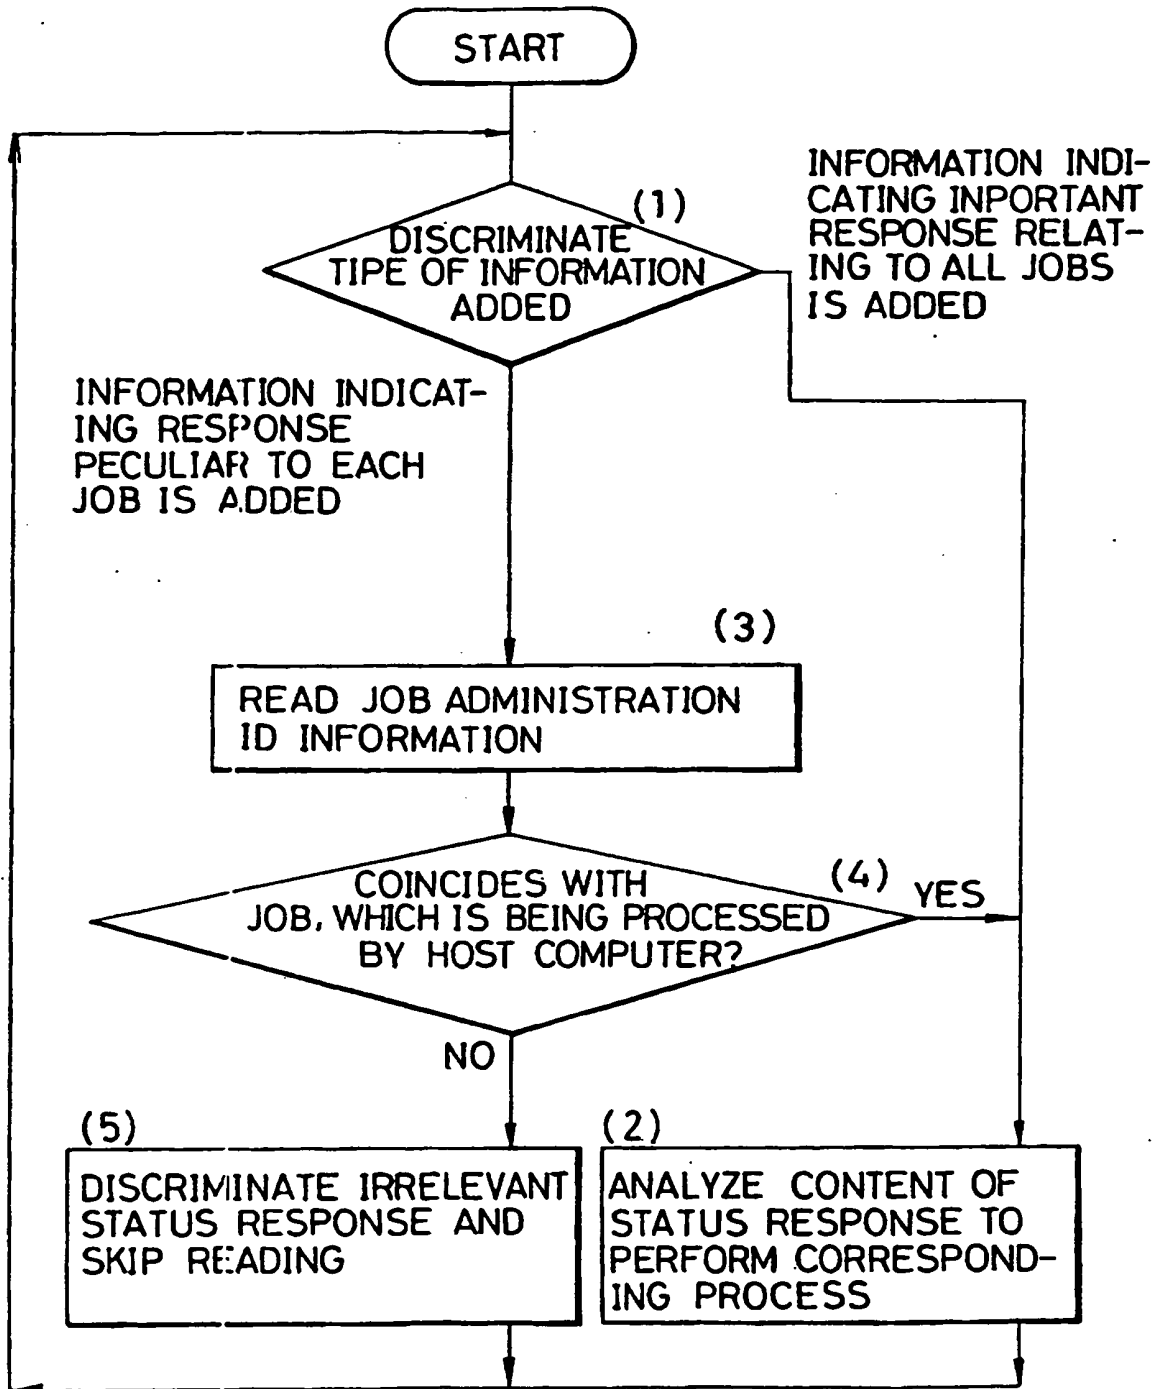 START
(1)
DISCRIMINATE
TIPE OF INFORMATION
ADDED
INFORMATION INDI-
CATING INPORTANT
RESPONSE RELAT-
ING TO ALL JOBS
IS ADDED
INFORMATION INDICAT-
ING RESPONSE
PECULIAR TO EACH
JOB IS ADDED
(3)
READ JOB ADMINISTRATION
ID INFORMATION
(4)
COINCIDES WITH
JOB, WHICH IS BEING PROCESSED
BY HOST COMPUTER?
YES
NO
(5)
DISCRIMINATE IRRELEVANT
STATUS RESPONSE AND
SKIP READING
(2)
ANALYZE CONTENT OF
STATUS RESPONSE TO
PERFORM CORRESPOND-
ING PROCESS